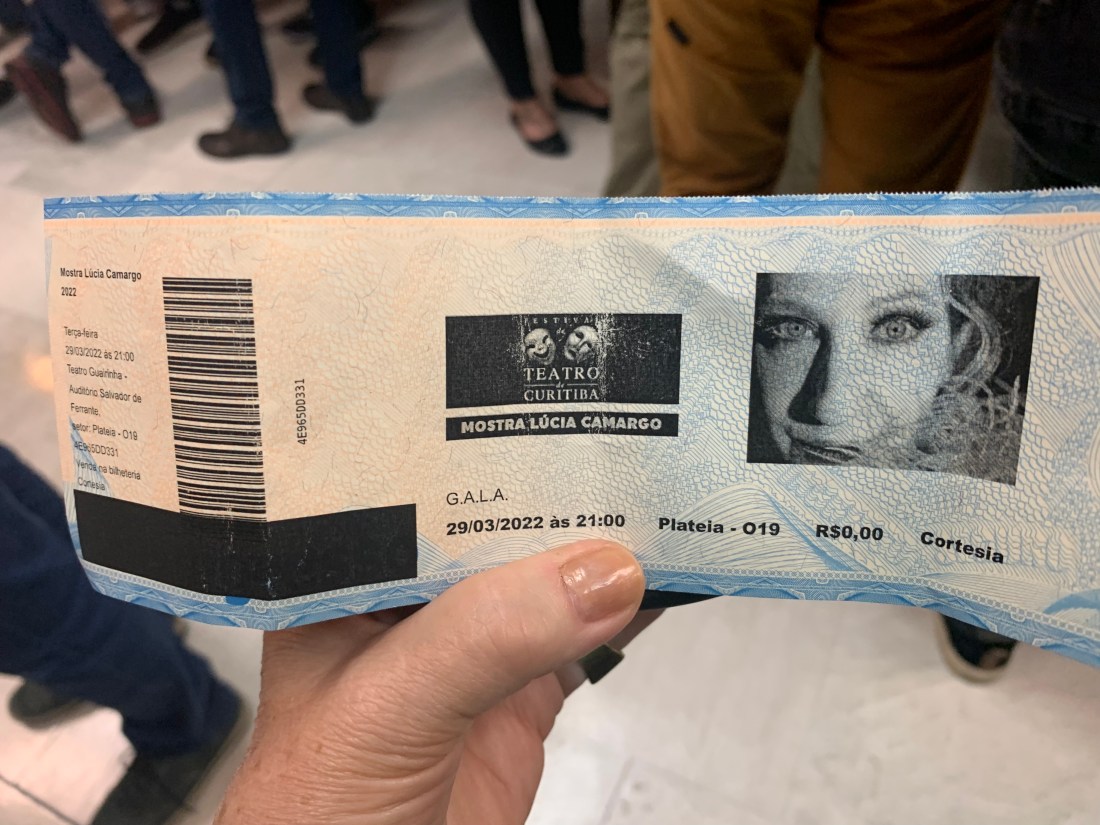 Mostra Lúcia Camargo
2022
Terça-feira
29/03/2022 às 21:00
Teatro Guairinha -
Auditório Salvador de
Ferrante,
setor: Plateia - O19
4E965DD331
Venda na bilheteria
Cortesia
4E965DD331
FESTIVAL
de
TEATRO
de
CURITIBA
MOSTRA LÚCIA CAMARGO
G.A.L.A.
29/03/2022 às 21:00 Plateia - O19 R$0,00 Cortesia